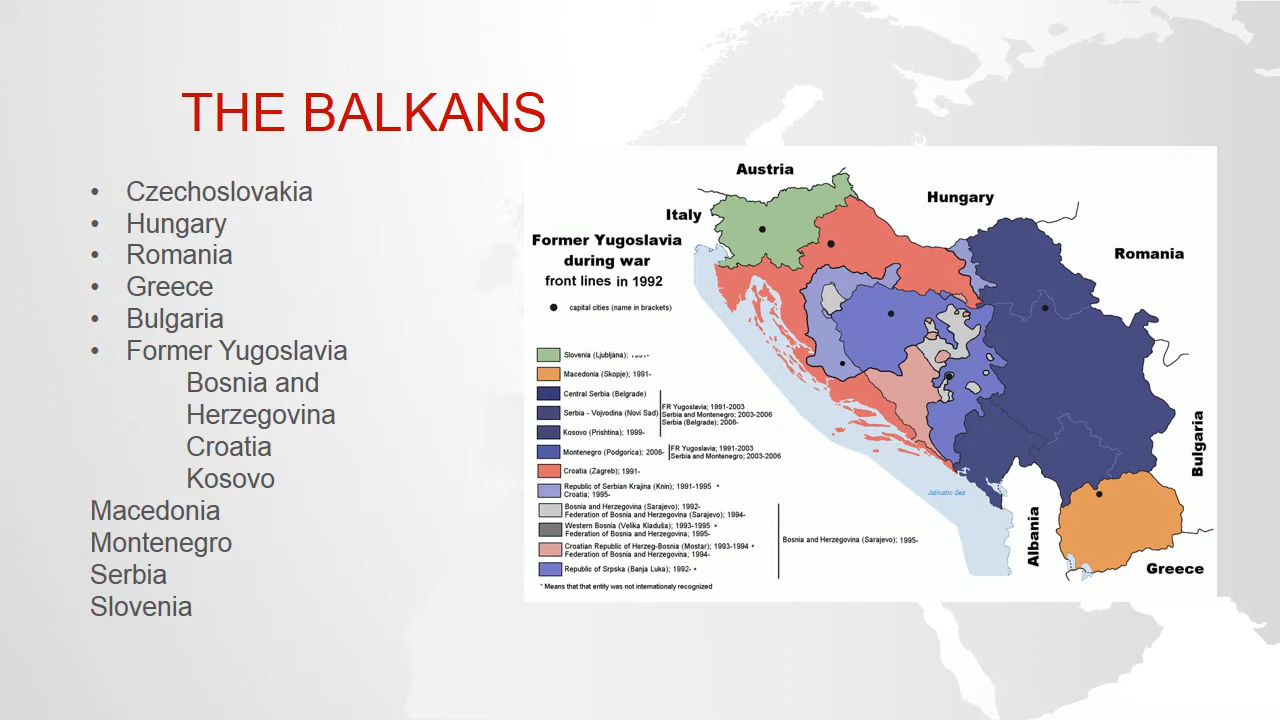 THE BALKANS
• Czechoslovakia
• Hungary
• Romania
• Greece
• Bulgaria
• Former Yugoslavia
Bosnia and
Herzegovina
Croatia
Kosovo
Macedonia
Montenegro
Serbia
Slovenia
Austria
Hungary
Italy
Romania
Former Yugoslavia
during war
front lines in 1992
capital cities (name in brackets)
Slovenia (Ljubljana);
Macedonia (Skopje); 1991-
Central Serbia (Belgrade)
Serbia - Vojvodina (Novi Sad)
Kosovo (Prishtina); 1999-
FR Yugoslavia; 1991-2003
Serbia and Montenegro; 2003-2006
Serbia (Belgrade); 2006-
Montenegro (Podgorica); 2006-
FR Yugoslavia; 1991-2003
Serbia and Montenegro; 2003-2006
Croatia (Zagreb); 1991-
Republic of Serbian Krajina (Knin); 1991-1995 *
Croatia; 1995-
Bosnia and Herzegovina (Sarajevo); 1992-
Federation of Bosnia and Herzegovina (Sarajevo); 1994-
Western Bosnia (Velika Kladuša); 1993-1995 *
Federation of Bosnia and Herzegovina; 1995-
Croatian Republic of Herzeg-Bosnia (Mostar); 1993-1994 *
Federation of Bosnia and Herzegovina; 1994-
Republic of Srpska (Banja Luka); 1992- *
Bosnia and Herzegovina (Sarajevo); 1995-
* Means that that entity was not internationaly recognized
Adriatic Sea
Albania
Bulgaria
Greece